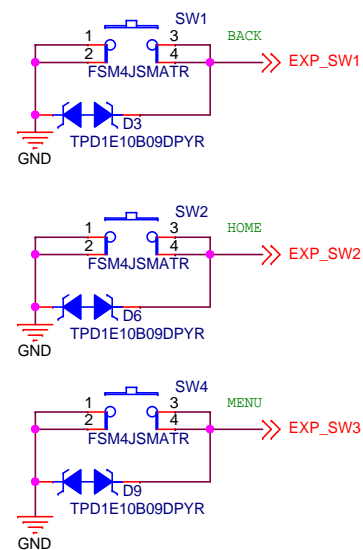 SW1
1
3
BACK
2
4
EXP_SW1
FSM4JSMATR
D3
TPD1E10B09DPYR
GND
SW2
1
3
HOME
2
4
EXP_SW2
FSM4JSMATR
D6
TPD1E10B09DPYR
GND
SW4
1
3
MENU
2
4
EXP_SW3
FSM4JSMATR
D9
TPD1E10B09DPYR
GND